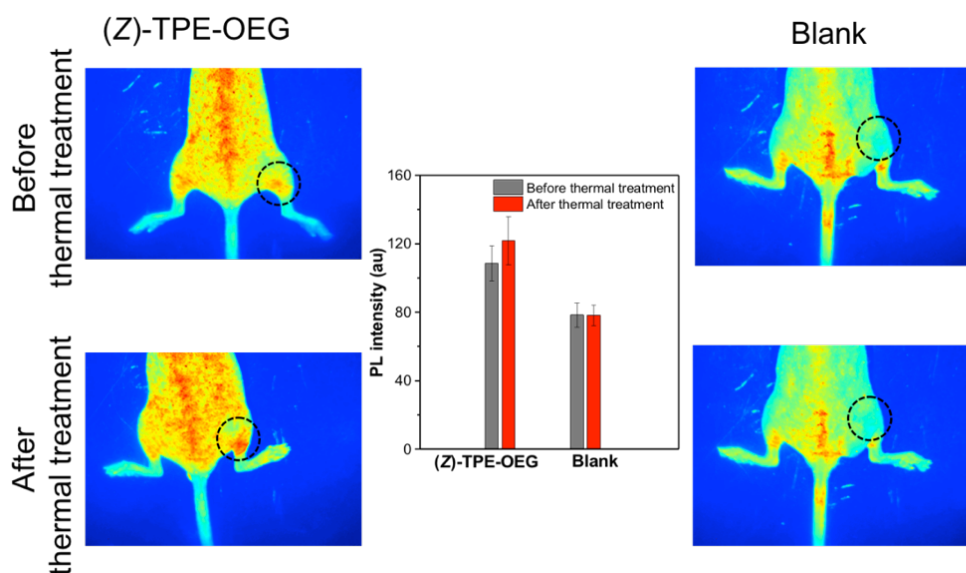 (Z)-TPE-OEG
Blank
Before
thermal treatment
160
120
80
40
0
PL intensity (au)
Before thermal treatment
After thermal treatment
(Z)-TPE-OEG
Blank
After
thermal treatment